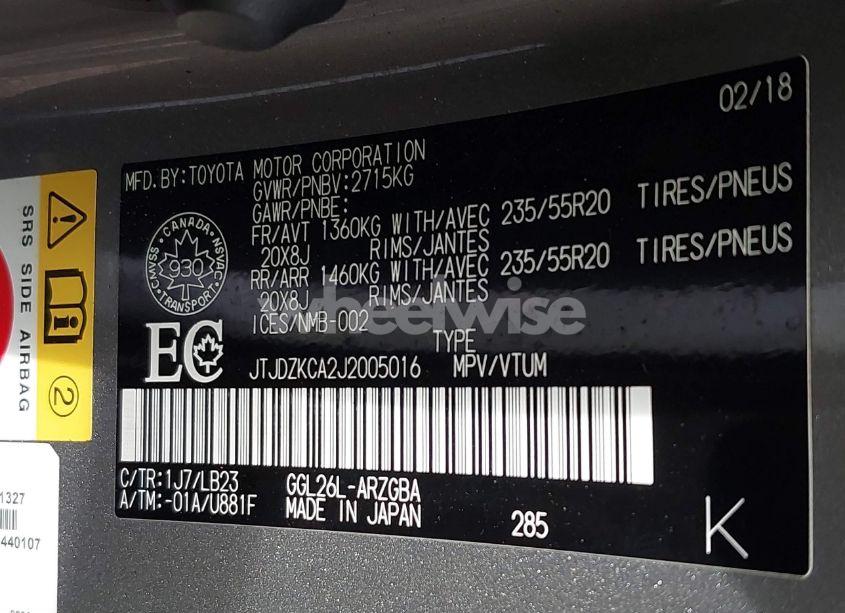 02/18
MFD.BY:TOYOTA MOTOR CORPORATION
GVWR/PNBV:2715KG
GAWR/PNBE:
FR/AVT 1360KG WITH/AVEC 235/55R20 TIRES/PNEUS
20X8J RIMS/JANTES
RR/ARR 1460KG WITH/AVEC 235/55R20 TIRES/PNEUS
20X8J RIMS/JANTES
ICES/NMB-002
TYPE
JTJDZKCA2J2005016 MPV/VTUM
CANADA
CMVSS
NSVAC
930
TRANSPORT
EC
C/TR:1J7/LB23 GGL26L-ARZGBA
A/TM:-01A/U881F MADE IN JAPAN
285
K
SRS SIDE AIRBAG
2
1327
440107